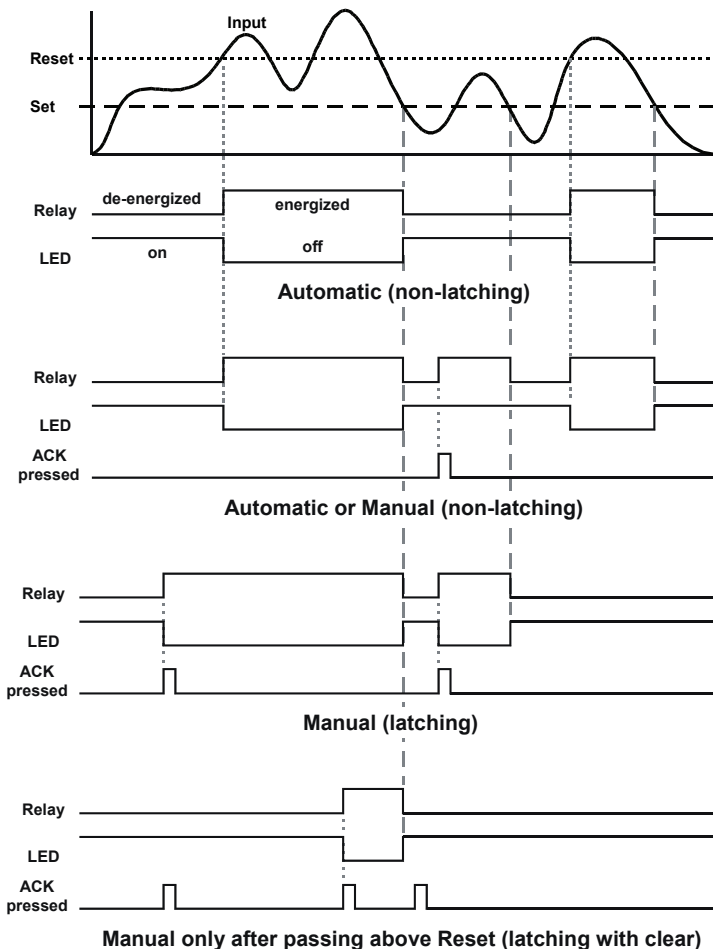 Input
Reset
Set
de-energized energized
Relay
LED
on off
Automatic (non-latching)
Relay
LED
ACK
pressed
Automatic or Manual (non-latching)
Relay
LED
ACK
pressed
Manual (latching)
Relay
LED
ACK
pressed
Manual only after passing above Reset (latching with clear)